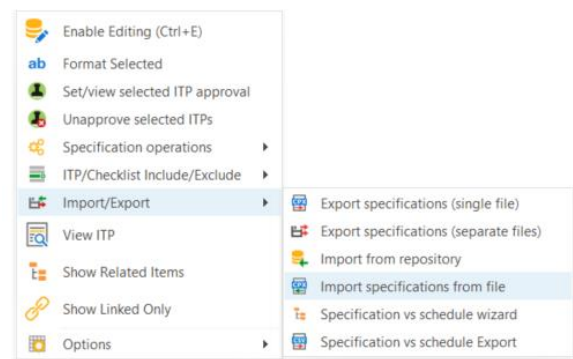 Enable Editing (Ctrl+E)
ab Format Selected
Set/view selected ITP approval
Unapprove selected ITPs
Specification operations
ITP/Checklist Include/Exclude
Import/Export
View ITP
Show Related Items
Show Linked Only
Options
Export specifications (single file)
Export specifications (separate files)
Import from repository
Import specifications from file
Specification vs schedule wizard
CSV Specification vs schedule Export